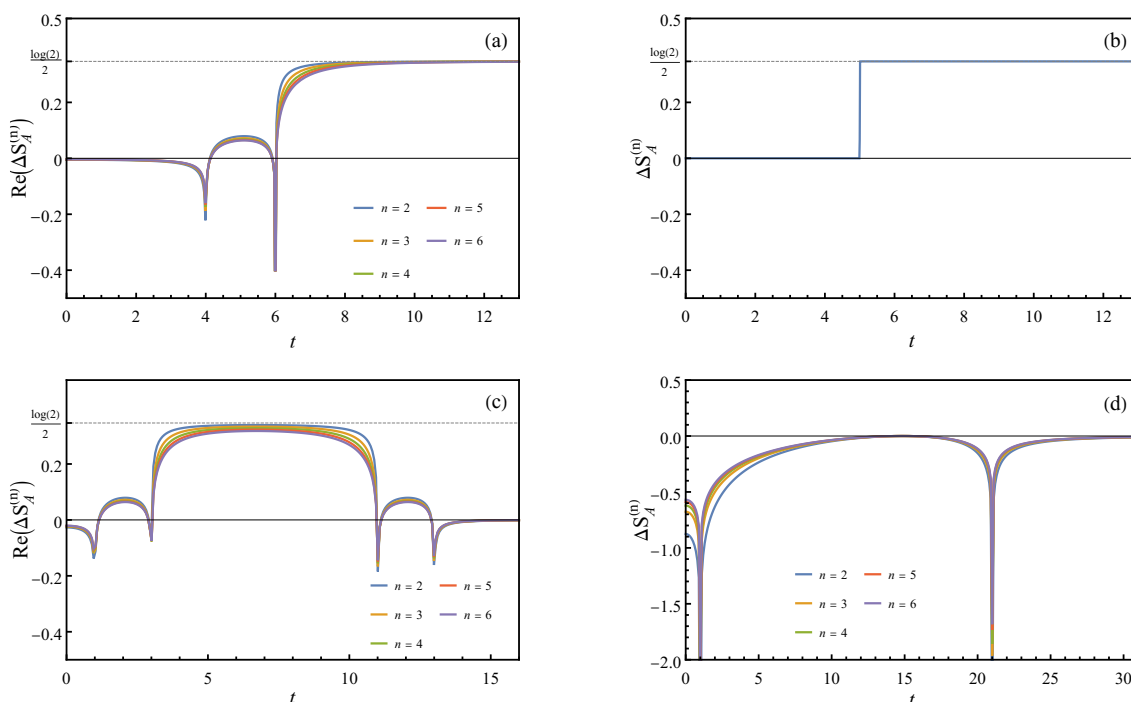 (a)
Re(ΔS_A^(n))
0.5
log(2)/2
0.2
0
−0.2
−0.4
n = 2 n = 5
n = 3 n = 6
n = 4
0 2 4 6 8 10 12
t
(b)
ΔS_A^(n)
0.5
log(2)/2
0.2
0
−0.2
−0.4
0 2 4 6 8 10 12
t
(c)
Re(ΔS_A^(n))
log(2)/2
0.2
0
−0.2
−0.4
n = 2 n = 5
n = 3 n = 6
n = 4
0 5 10 15
t
(d)
ΔS_A^(n)
0.5
0.0
−0.5
−1.0
−1.5
−2.0
n = 2 n = 5
n = 3 n = 6
n = 4
0 5 10 15 20 25 30
t